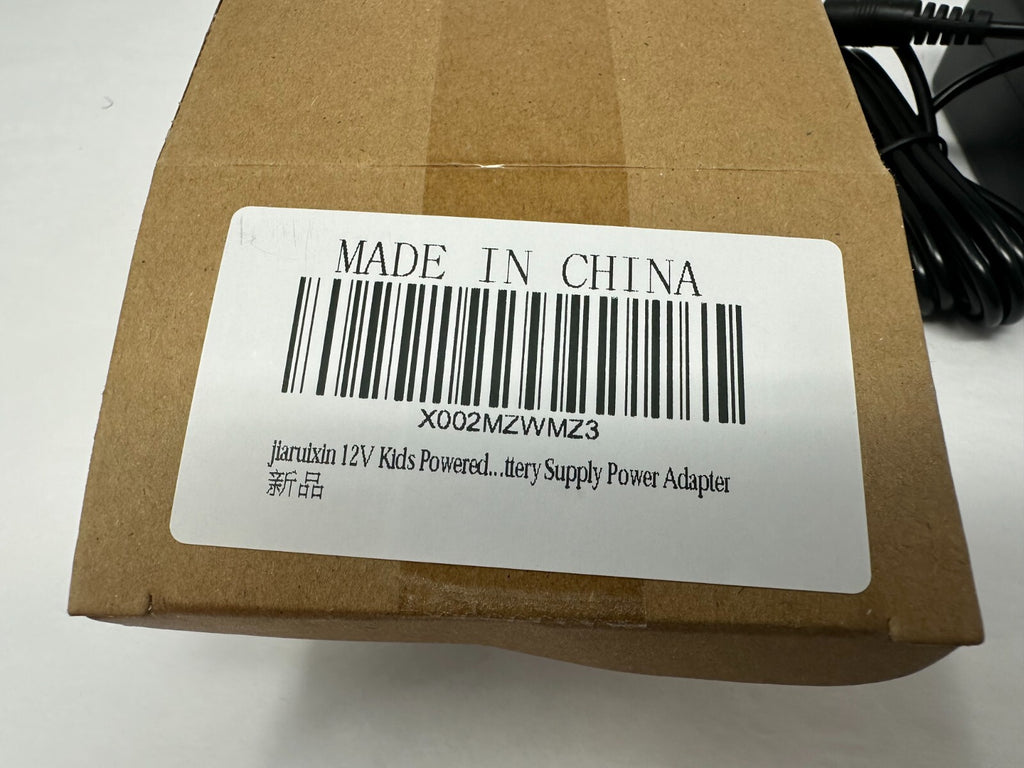 MADE IN CHINA
X002MZWMZ3
jiaruixin 12V Kids Powered...ttery Supply Power Adapter
新品